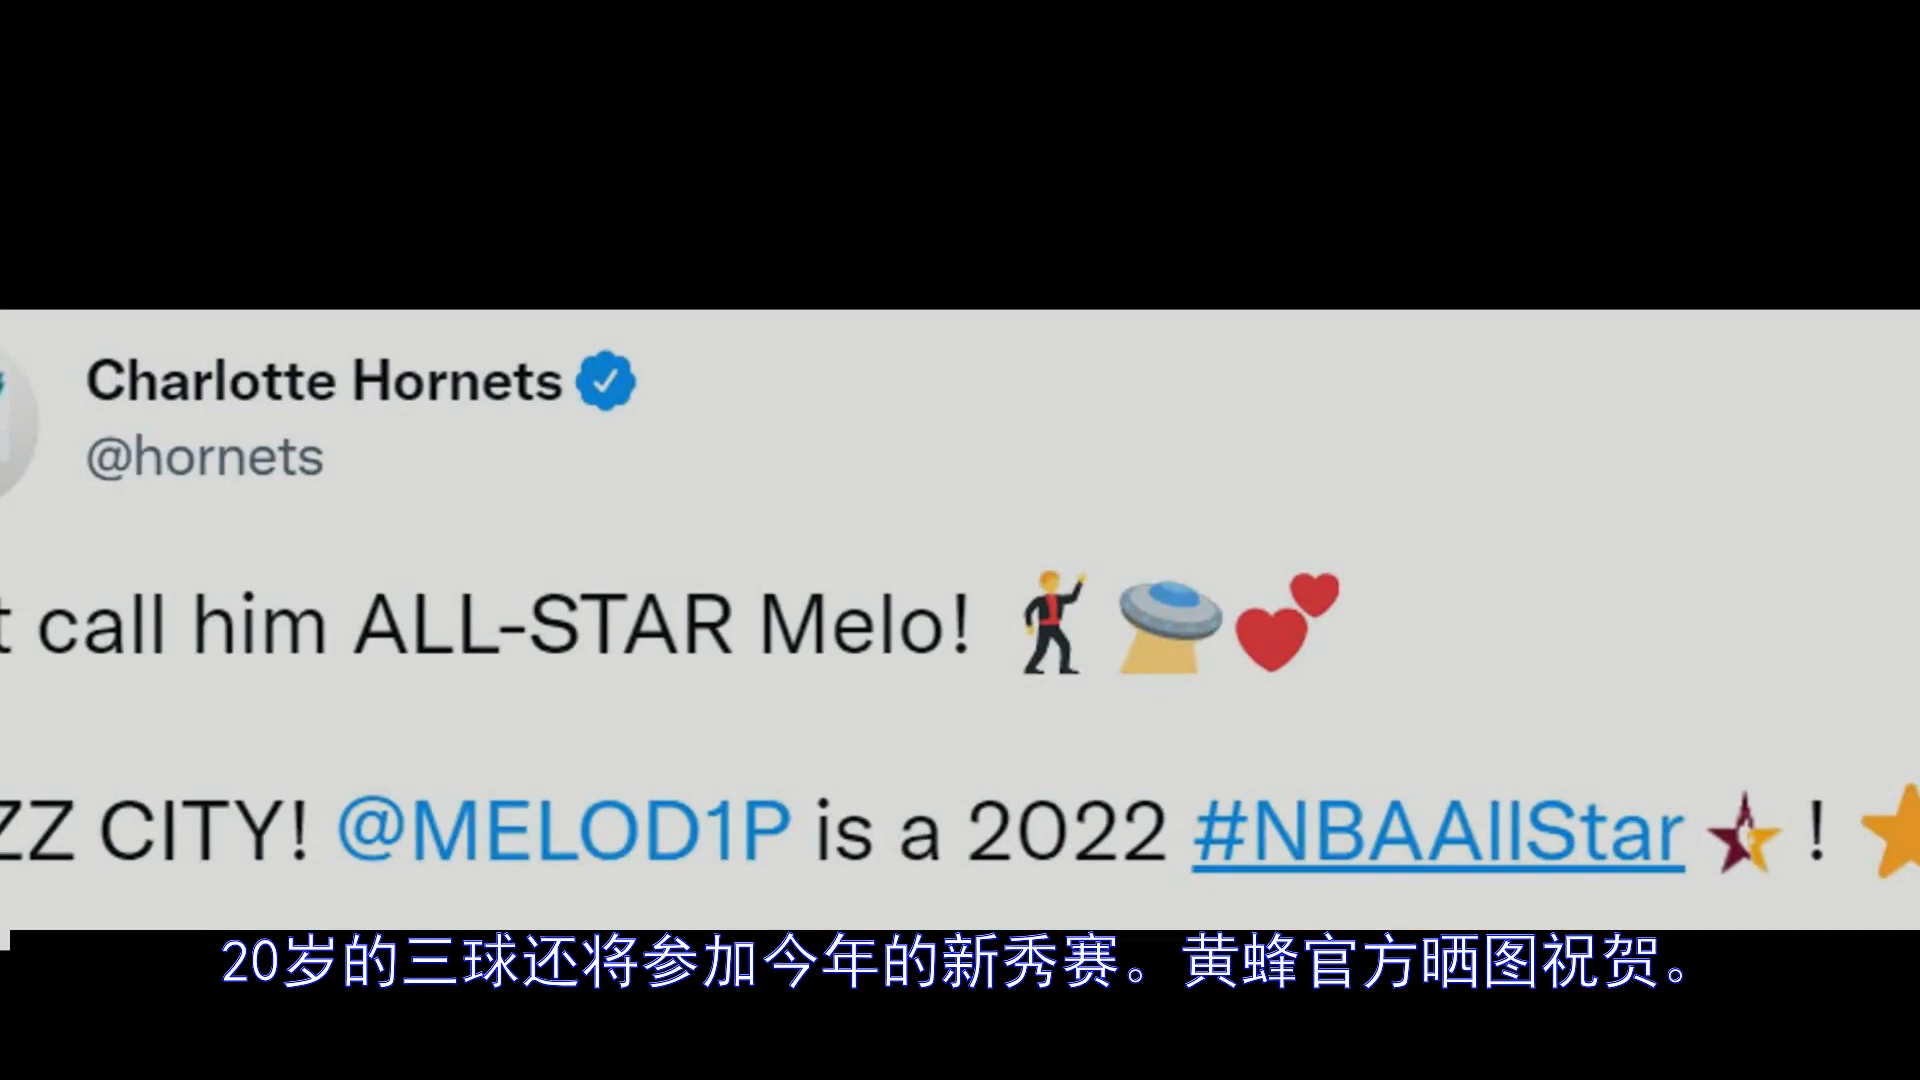 Charlotte Hornets
@hornets
t call him ALL-STAR Melo! 🕺🛸💕
ZZ CITY! @MELOD1P is a 2022 #NBAAllStar ! ⭐
20岁的三球还将参加今年的新秀赛。黄蜂官方晒图祝贺。